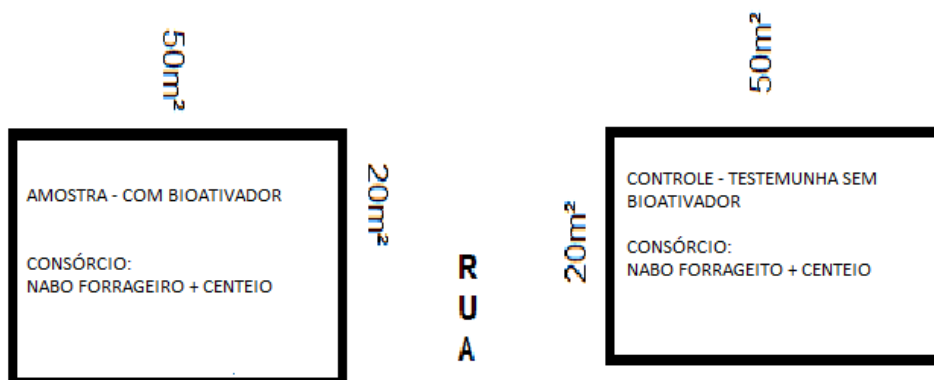 50m²
20m²
AMOSTRA - COM BIOATIVADOR
CONSÓRCIO:
NABO FORRAGEIRO + CENTEIO
R
U
A
50m²
20m²
CONTROLE - TESTEMUNHA SEM
BIOATIVADOR
CONSÓRCIO:
NABO FORRAGEITO + CENTEIO